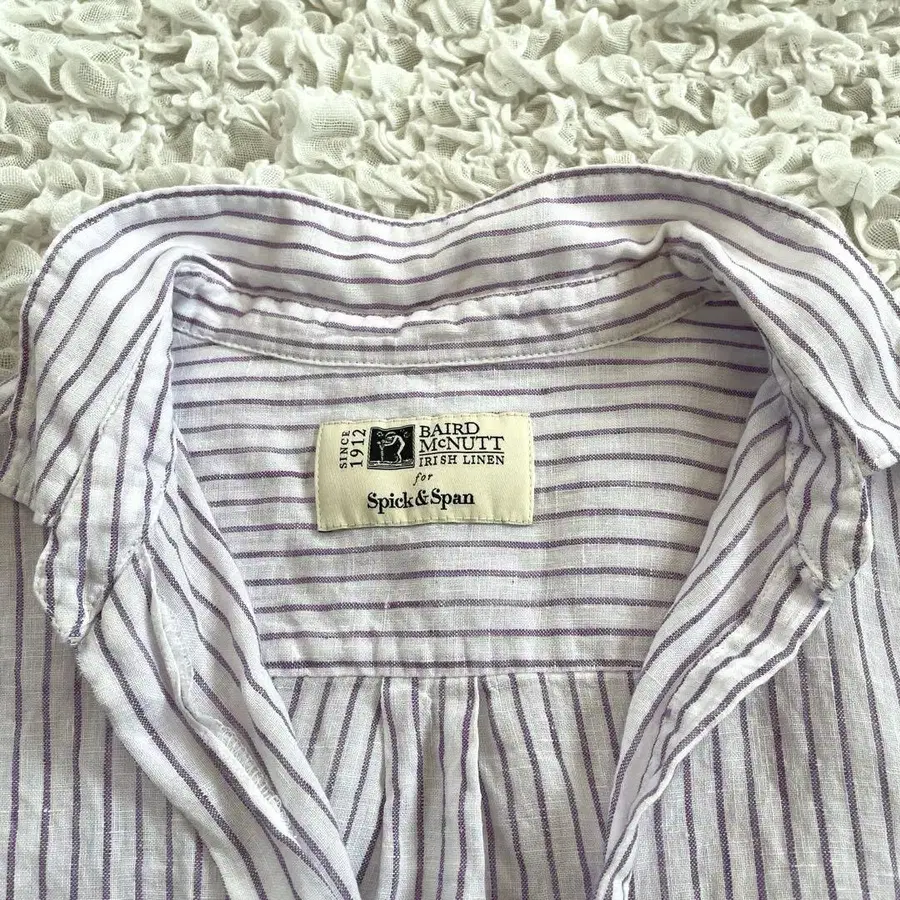 SINCE
1912
BAIRD
McNUTT
IRISH LINEN
for
Spick & Span